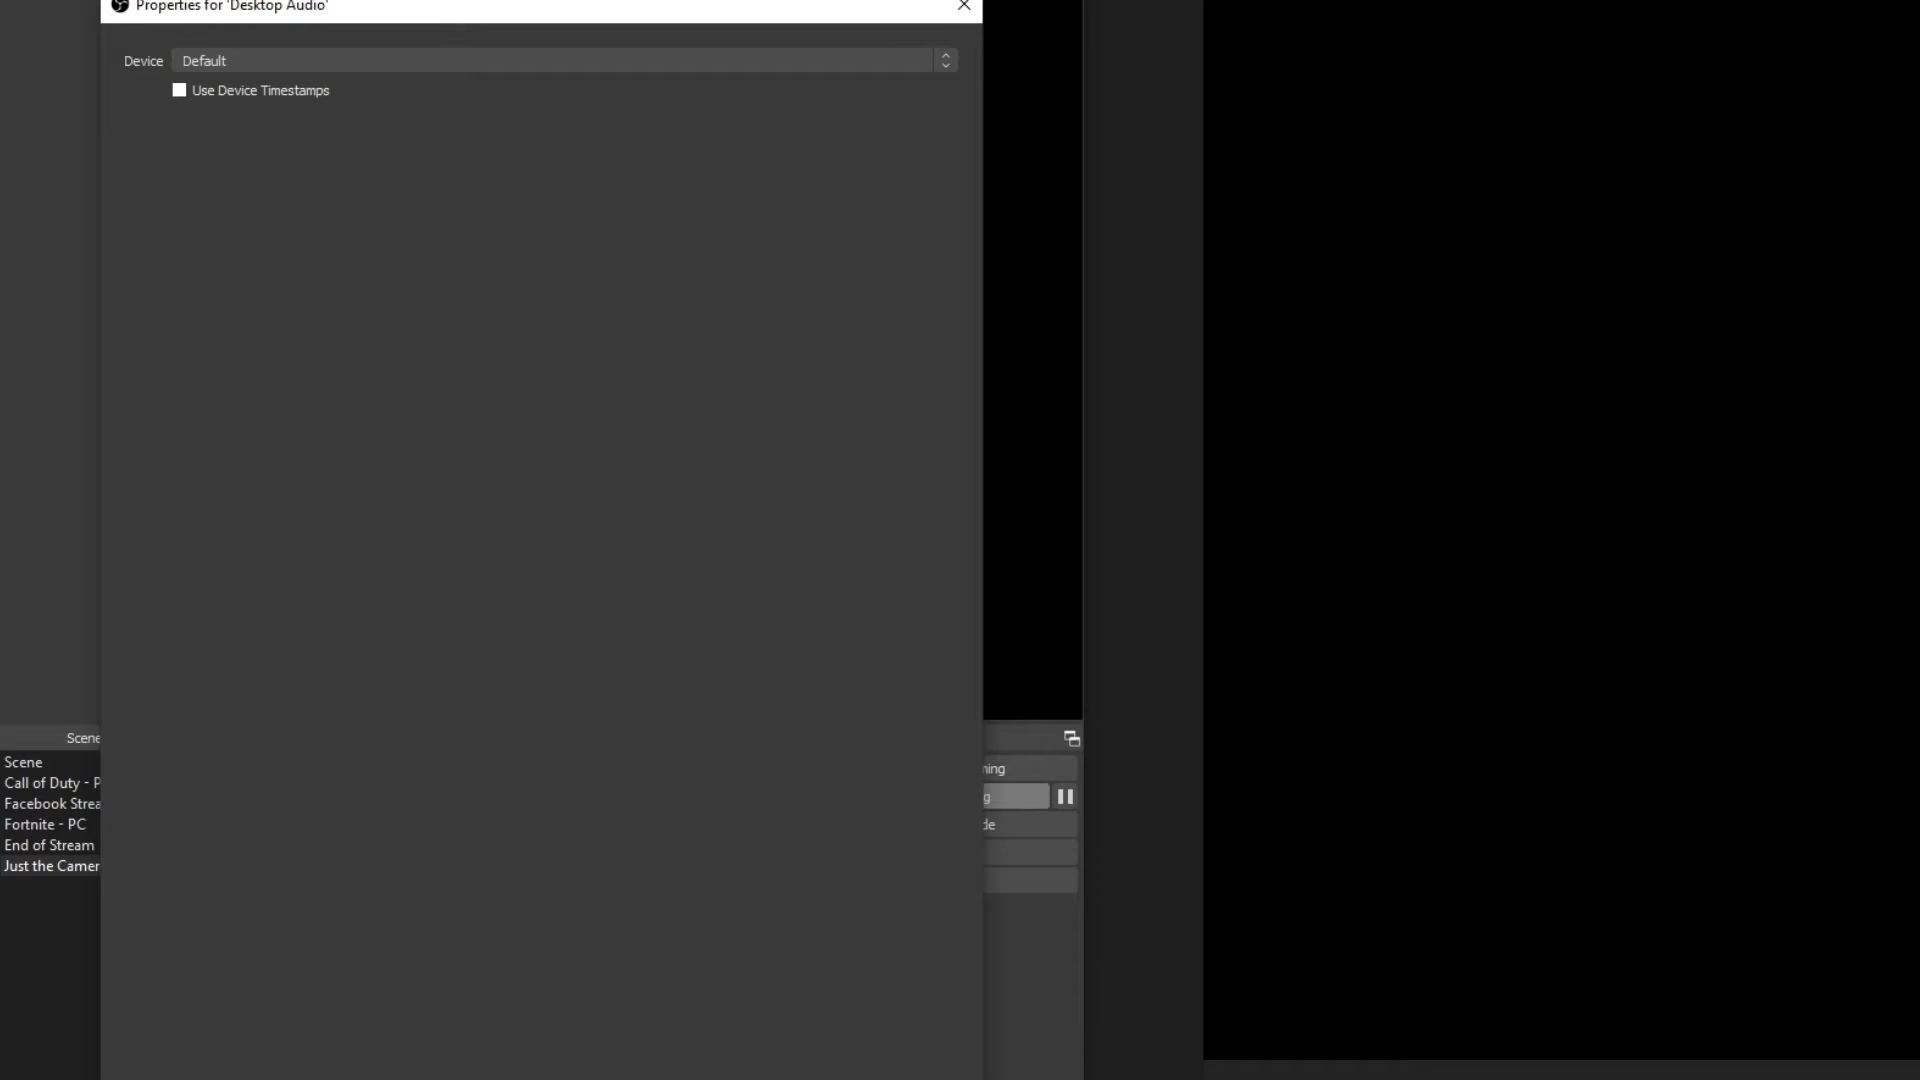 Properties for 'Desktop Audio'
Device Default
Use Device Timestamps
Scene
Scene
Call of Duty - P
Facebook Strea
Fortnite - PC
End of Stream
Just the Camer
ming
g
de